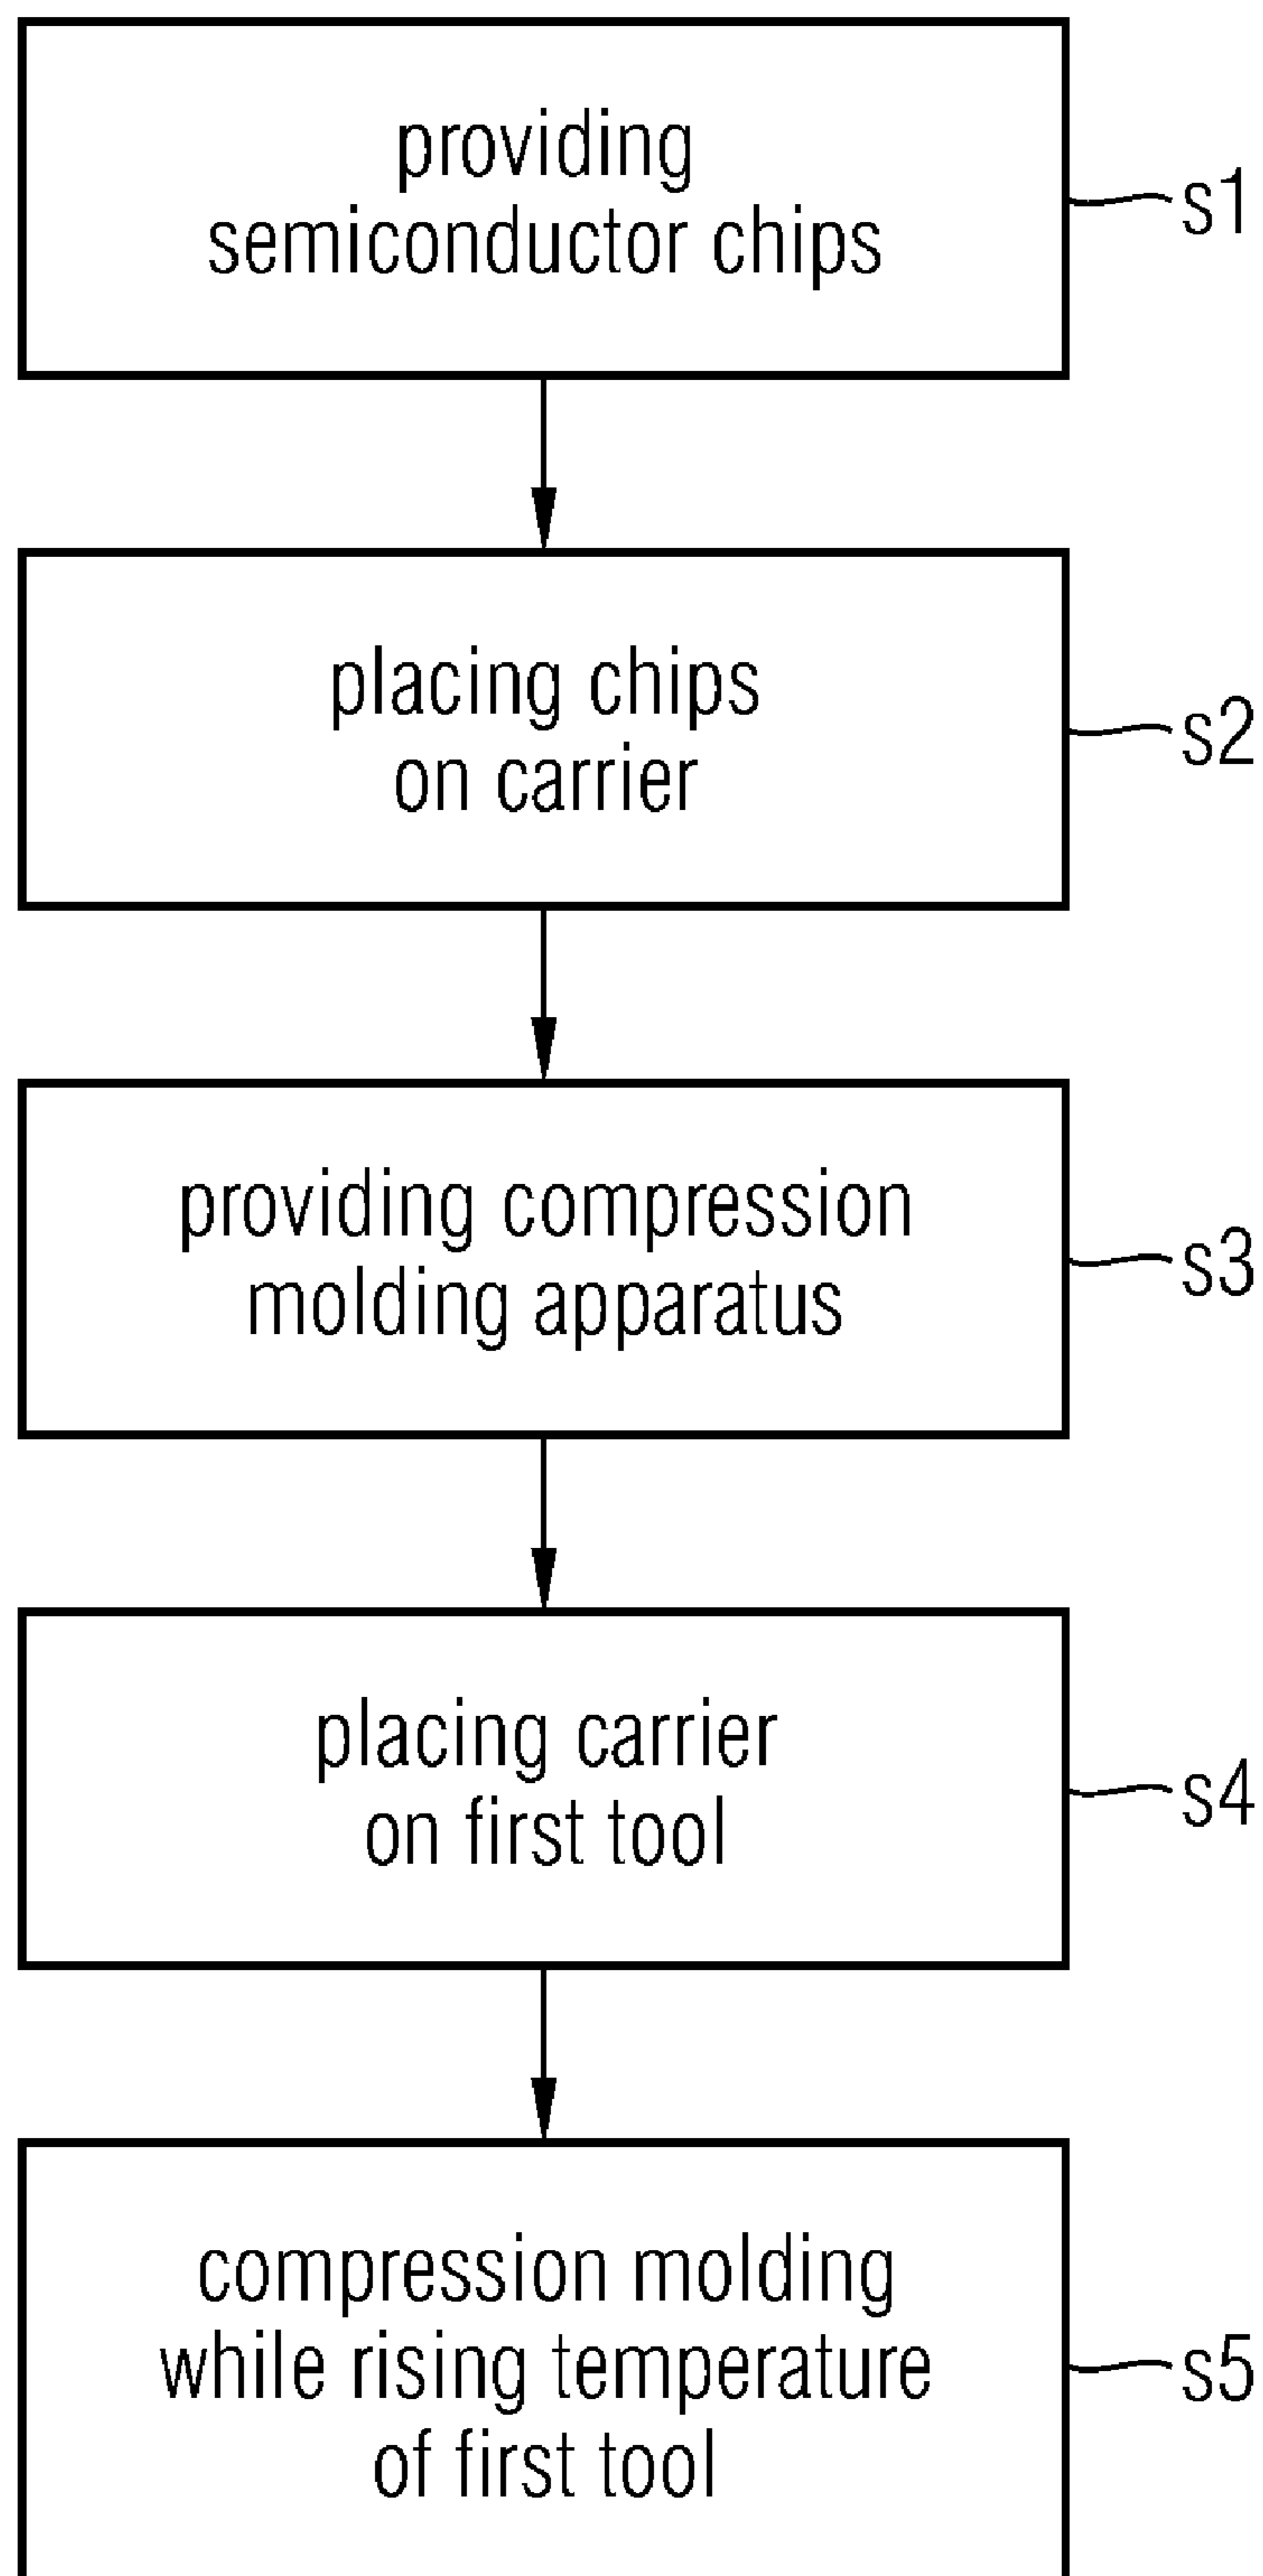 providing
semiconductor chips
s1
placing chips
on carrier
s2
providing compression
molding apparatus
s3
placing carrier
on first tool
s4
compression molding
while rising temperature
of first tool
s5